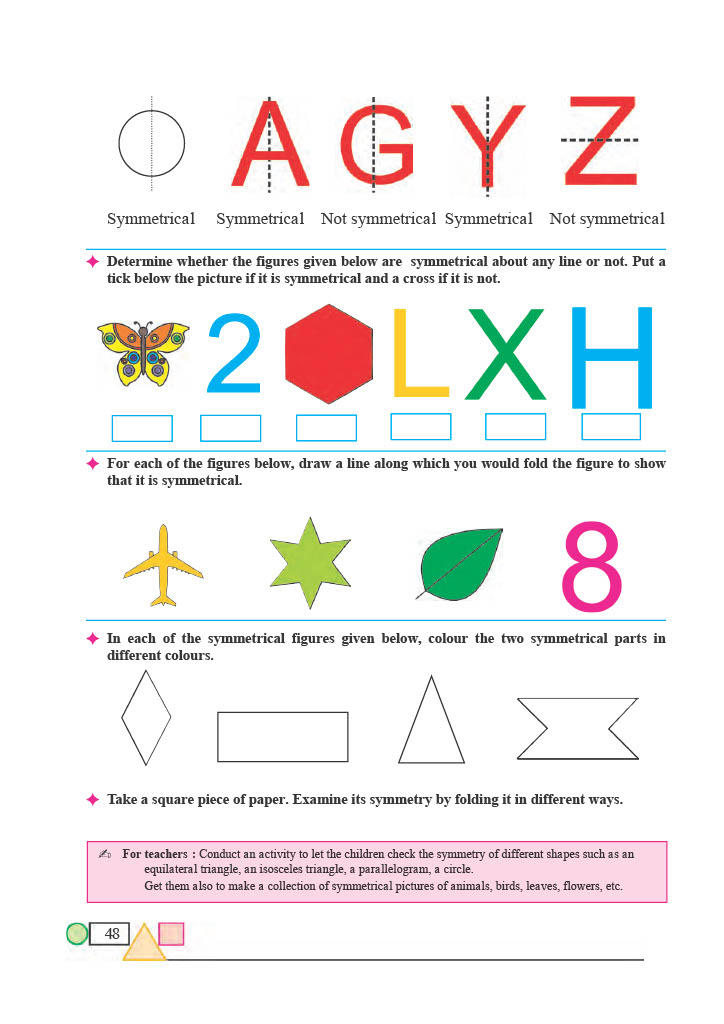 A G Y Z
Symmetrical Symmetrical Not symmetrical Symmetrical Not symmetrical
Determine whether the figures given below are symmetrical about any line or not. Put a
tick below the picture if it is symmetrical and a cross if it is not.
2 L X H
For each of the figures below, draw a line along which you would fold the figure to show
that it is symmetrical.
8
In each of the symmetrical figures given below, colour the two symmetrical parts in
different colours.
Take a square piece of paper. Examine its symmetry by folding it in different ways.
For teachers : Conduct an activity to let the children check the symmetry of different shapes such as an
equilateral triangle, an isosceles triangle, a parallelogram, a circle.
Get them also to make a collection of symmetrical pictures of animals, birds, leaves, flowers, etc.
48